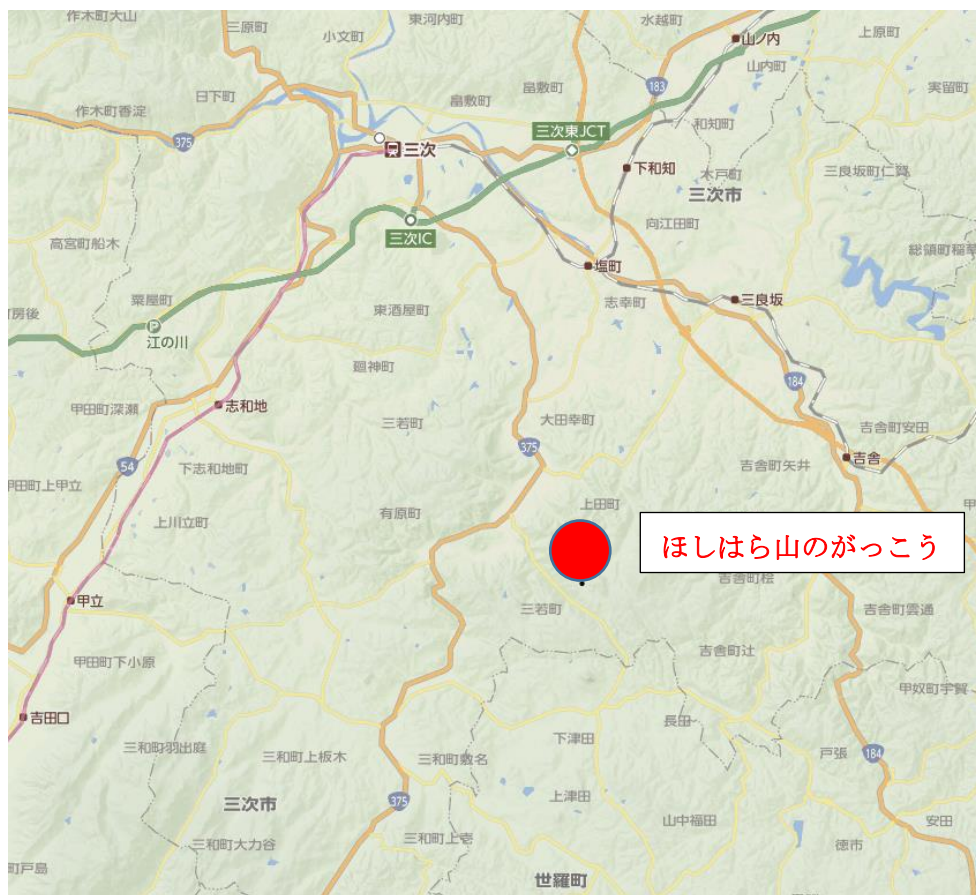 作木町大山
三原町
東河内町
水越町
上原町
小文町
山ノ内
山内町
日下町
畠敷町
畠敷町
183
実留町
作木町香淀
375
三次東JCT
和知町
三次
下和知
木戸町
三良坂町仁賀
三次市
向江田町
高宮町船木
三次IC
総領町稲草
塩町
粟屋町
東酒屋町
志幸町
三良坂
町房後
江の川
廻神町
184
甲田町深瀬
志和地
三若町
大田幸町
375
吉舎町安田
54
下志和地町
吉舎町矢井
吉舎
甲田町上甲立
上川立町
有原町
上田町
甲
ほしはら山のがっこう
吉舎町桧
甲立
三若町
吉舎町雲通
甲田町下小原
吉舎町辻
甲奴町宇賀
吉田口
長田
三和町羽出庭
三和町上板木
三和町敷名
下津田
戸張
184
三次市
375
上津田
山中福田
安田
三和町大力谷
三和町上壱
徳市
町戸島
世羅町